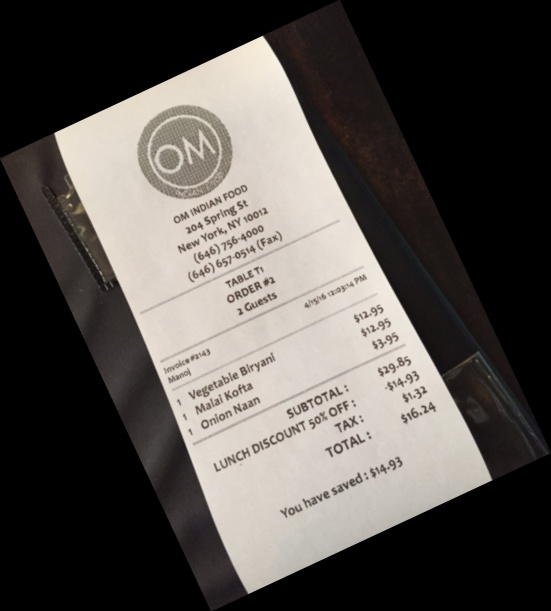 OM
INDIAN FOOD
OM INDIAN FOOD
204 Spring St
New York, NY 10012
(646) 756-4000
(646) 657-0514 (Fax)
TABLE T1
ORDER #2
2 Guests
Invoice #2143 4/15/16 12:03:14 PM
Manoj
1 Vegetable Biryani $12.95
1 Malai Kofta $12.95
1 Onion Naan $3.95
SUBTOTAL : $29.85
LUNCH DISCOUNT 50% OFF : -$14.93
TAX : $1.32
TOTAL : $16.24
You have saved : $14.93